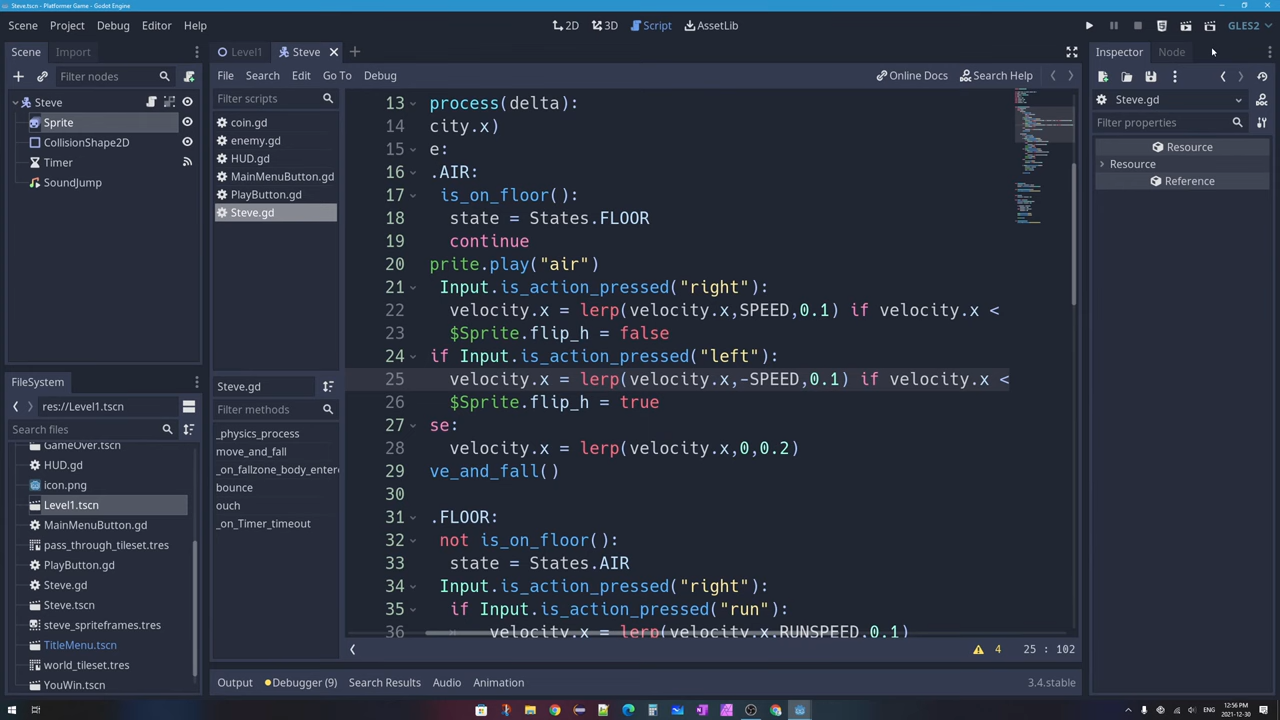 Steve.tscn - Platformer Game - Godot Engine
Scene Project Debug Editor Help
2D 3D Script AssetLib
GLES2
Scene Import
Filter nodes
Steve
Sprite
CollisionShape2D
Timer
SoundJump
FileSystem
res://Level1.tscn
Search files
GameOver.tscn
HUD.gd
icon.png
Level1.tscn
MainMenuButton.gd
pass_through_tileset.tres
PlayButton.gd
Steve.gd
Steve.tscn
steve_spriteframes.tres
TitleMenu.tscn
world_tileset.tres
YouWin.tscn
Level1 Steve
File Search Edit Go To Debug
Online Docs Search Help
Filter scripts
coin.gd
enemy.gd
HUD.gd
MainMenuButton.gd
PlayButton.gd
Steve.gd
Steve.gd
Filter methods
_physics_process
move_and_fall
_on_fallzone_body_entere
bounce
ouch
_on_Timer_timeout
13 process(delta):
14 city.x)
15 e:
16 .AIR:
17 is_on_floor():
18 state = States.FLOOR
19 continue
20 prite.play("air")
21 Input.is_action_pressed("right"):
22 velocity.x = lerp(velocity.x,SPEED,0.1) if velocity.x <
23 $Sprite.flip_h = false
24 if Input.is_action_pressed("left"):
25 velocity.x = lerp(velocity.x,-SPEED,0.1) if velocity.x <
26 $Sprite.flip_h = true
27 se:
28 velocity.x = lerp(velocity.x,0,0.2)
29 ve_and_fall()
30
31 .FLOOR:
32 not is_on_floor():
33 state = States.AIR
34 Input.is_action_pressed("right"):
35 if Input.is_action_pressed("run"):
36 velocity.x = lerp(velocity.x,RUNSPEED,0.1)
4 25 : 102
Output Debugger (9) Search Results Audio Animation
3.4.stable
Inspector Node
Steve.gd
Filter properties
Resource
Resource
Reference
ENG
12:56 PM
2021-12-30